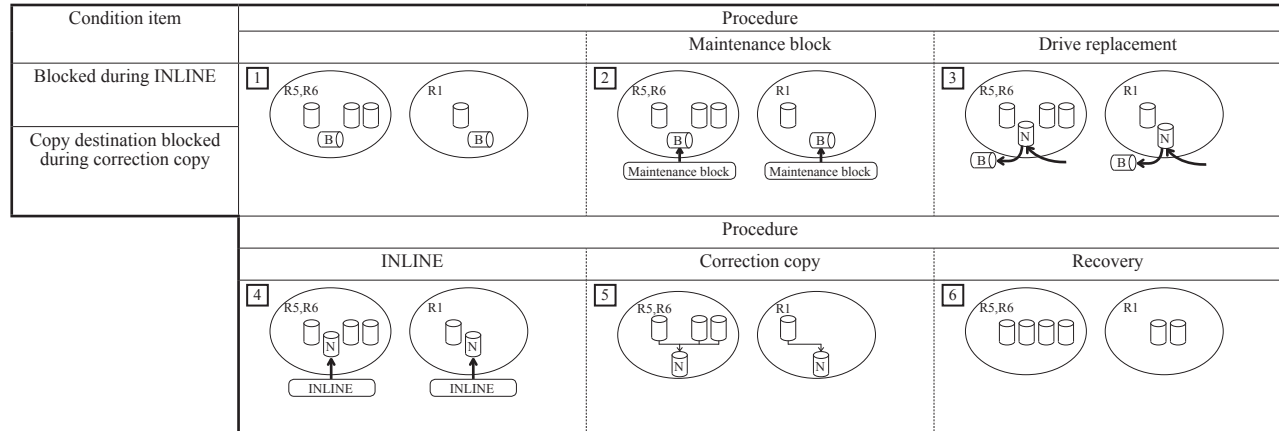 Condition item
Procedure
Maintenance block
Drive replacement
Blocked during INLINE
Copy destination blocked
during correction copy
1
R5,R6
B
R1
B
2
R5,R6
B
Maintenance block
R1
B
Maintenance block
3
R5,R6
N
B
R1
N
B
Procedure
INLINE
Correction copy
Recovery
4
R5,R6
N
INLINE
R1
N
INLINE
5
R5,R6
N
R1
N
6
R5,R6
R1